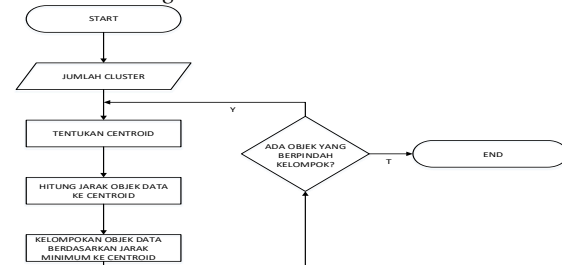 START
JUMLAH CLUSTER
Y
TENTUKAN CENTROID
ADA OBJEK YANG
BERPINDAH
KELOMPOK?
T
END
HITUNG JARAK OBJEK DATA
KE CENTROID
KELOMPOKAN OBJEK DATA
BERDASARKAN JARAK
MINIMUM KE CENTROID